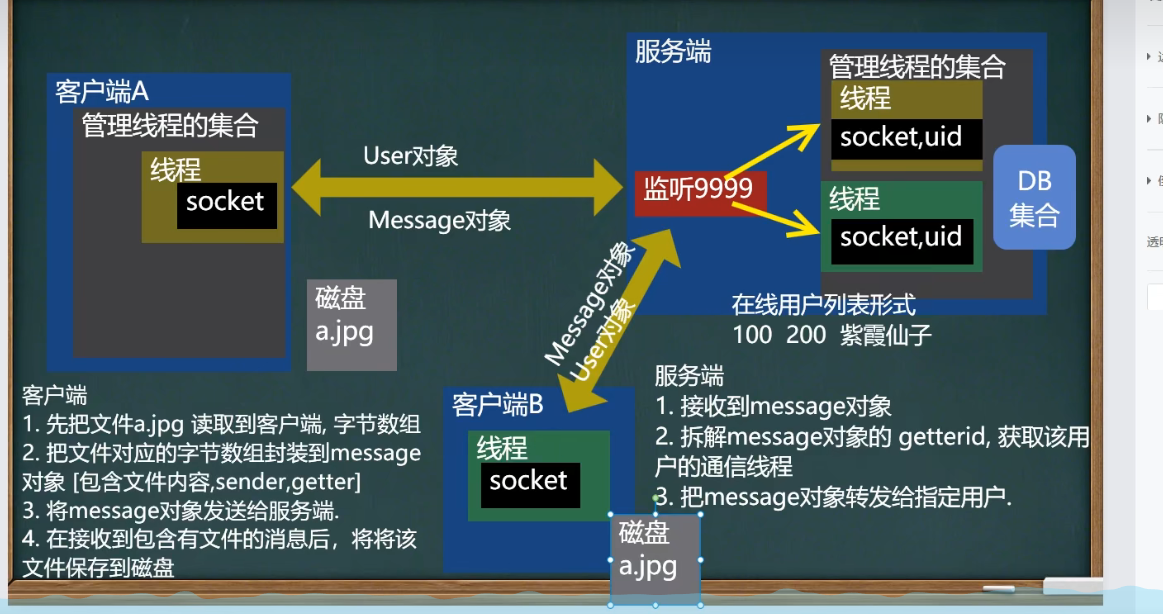 服务端
管理线程的集合
线程
socket,uid
客户端A
管理线程的集合
线程
socket
User对象
Message对象
监听9999
线程
socket,uid
DB
集合
磁盘
a.jpg
Message对象
User对象
在线用户列表形式
100 200 紫霞仙子
客户端
1. 先把文件a.jpg 读取到客户端, 字节数组
2. 把文件对应的字节数组封装到message
对象 [包含文件内容,sender,getter]
3. 将message对象发送给服务端.
4. 在接收到包含有文件的消息后，将将该
文件保存到磁盘
客户端B
线程
socket
服务端
1. 接收到message对象
2. 拆解message对象的 getterid, 获取该用
户的通信线程
3. 把message对象转发给指定用户.
磁盘
a.jpg